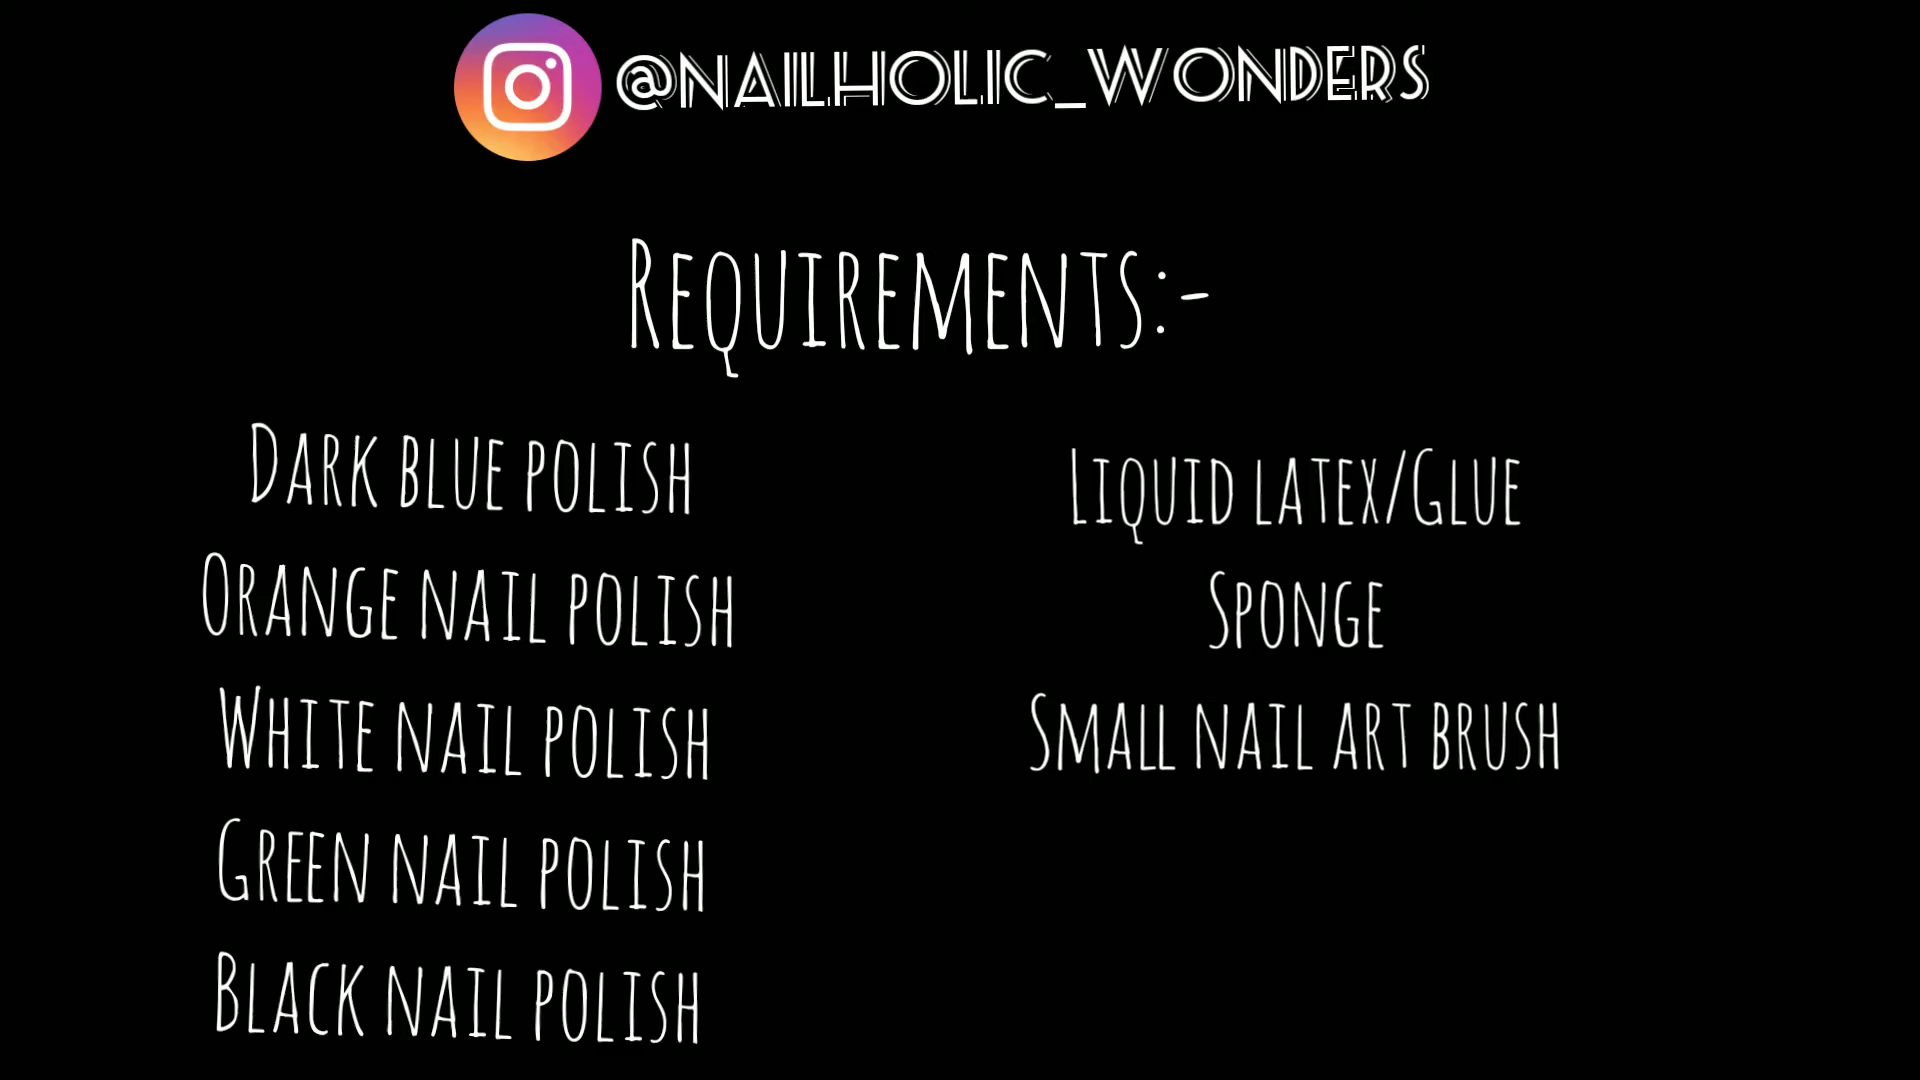 @NAILHOLIC_WONDERS
REQUIREMENTS:-
DARK BLUE POLISH
ORANGE NAIL POLISH
WHITE NAIL POLISH
GREEN NAIL POLISH
BLACK NAIL POLISH
LIQUID LATEX/GLUE
SPONGE
SMALL NAIL ART BRUSH